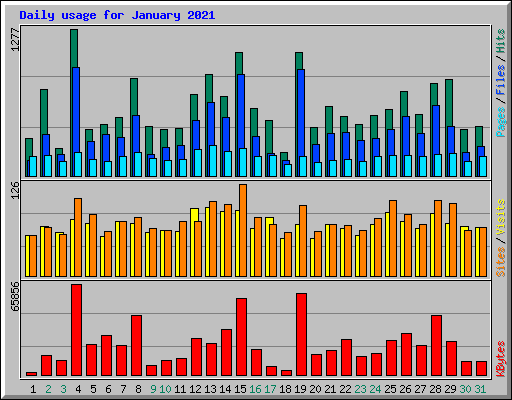 Daily usage for January 2021
1277
Pages / Files / Hits
126
Sites / Visits
65856
KBytes
1 2 3 4 5 6 7 8 9 10 11 12 13 14 15 16 17 18 19 20 21 22 23 24 25 26 27 28 29 30 31